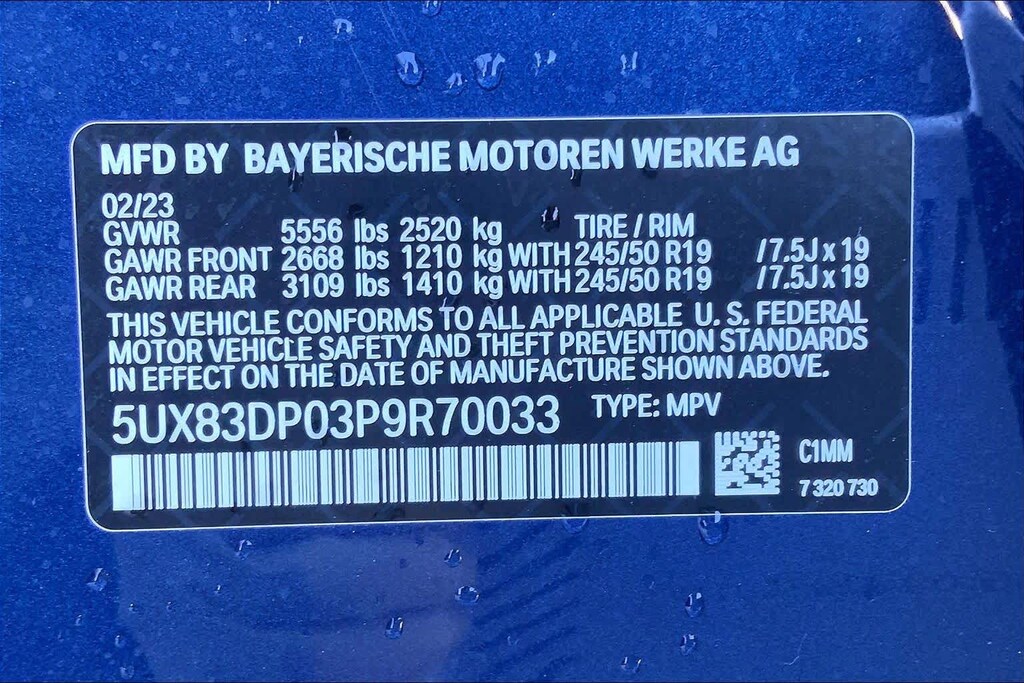 MFD BY BAYERISCHE MOTOREN WERKE AG
02/23
GVWR 5556 lbs 2520 kg TIRE / RIM
GAWR FRONT 2668 lbs 1210 kg WITH 245/50 R19 /7.5J x 19
GAWR REAR 3109 lbs 1410 kg WITH 245/50 R19 /7.5J x 19
THIS VEHICLE CONFORMS TO ALL APPLICABLE U. S. FEDERAL
MOTOR VEHICLE SAFETY AND THEFT PREVENTION STANDARDS
IN EFFECT ON THE DATE OF MANUFACTURE SHOWN ABOVE.
5UX83DP03P9R70033 TYPE: MPV
C1MM
7 320 730